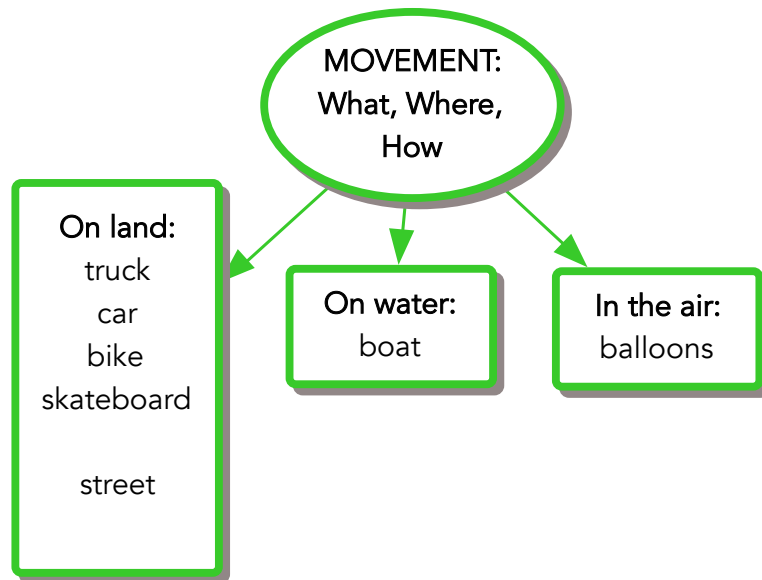 MOVEMENT:
What, Where,
How
On land:
truck
car
bike
skateboard
street
On water:
boat
In the air:
balloons